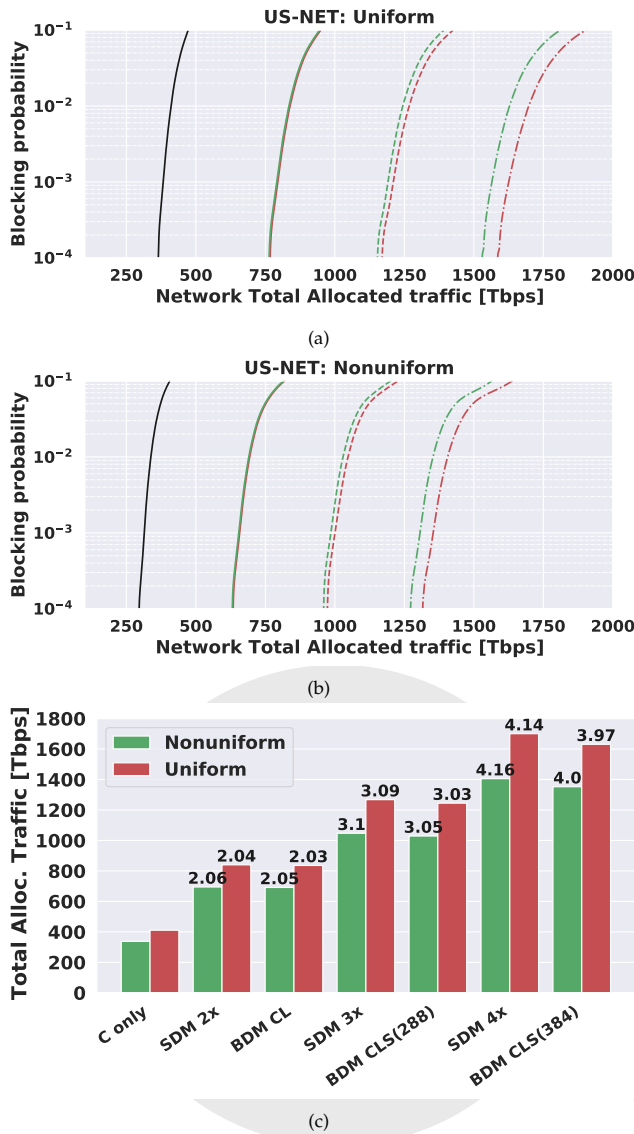 US-NET: Uniform
Blocking probability
10⁻¹
10⁻²
10⁻³
10⁻⁴
250 500 750 1000 1250 1500 1750 2000
Network Total Allocated traffic [Tbps]
(a)
US-NET: Nonuniform
Blocking probability
10⁻¹
10⁻²
10⁻³
10⁻⁴
250 500 750 1000 1250 1500 1750 2000
Network Total Allocated traffic [Tbps]
(b)
Total Alloc. Traffic [Tbps]
1800
1600
1400
1200
1000
800
600
400
200
0
Nonuniform
Uniform
2.06 2.04 2.05 2.03 3.1 3.09 3.05 3.03 4.16 4.14 4.0 3.97
C only
SDM 2x
BDM CL
SDM 3x
BDM CLS(288)
SDM 4x
BDM CLS(384)
(c)